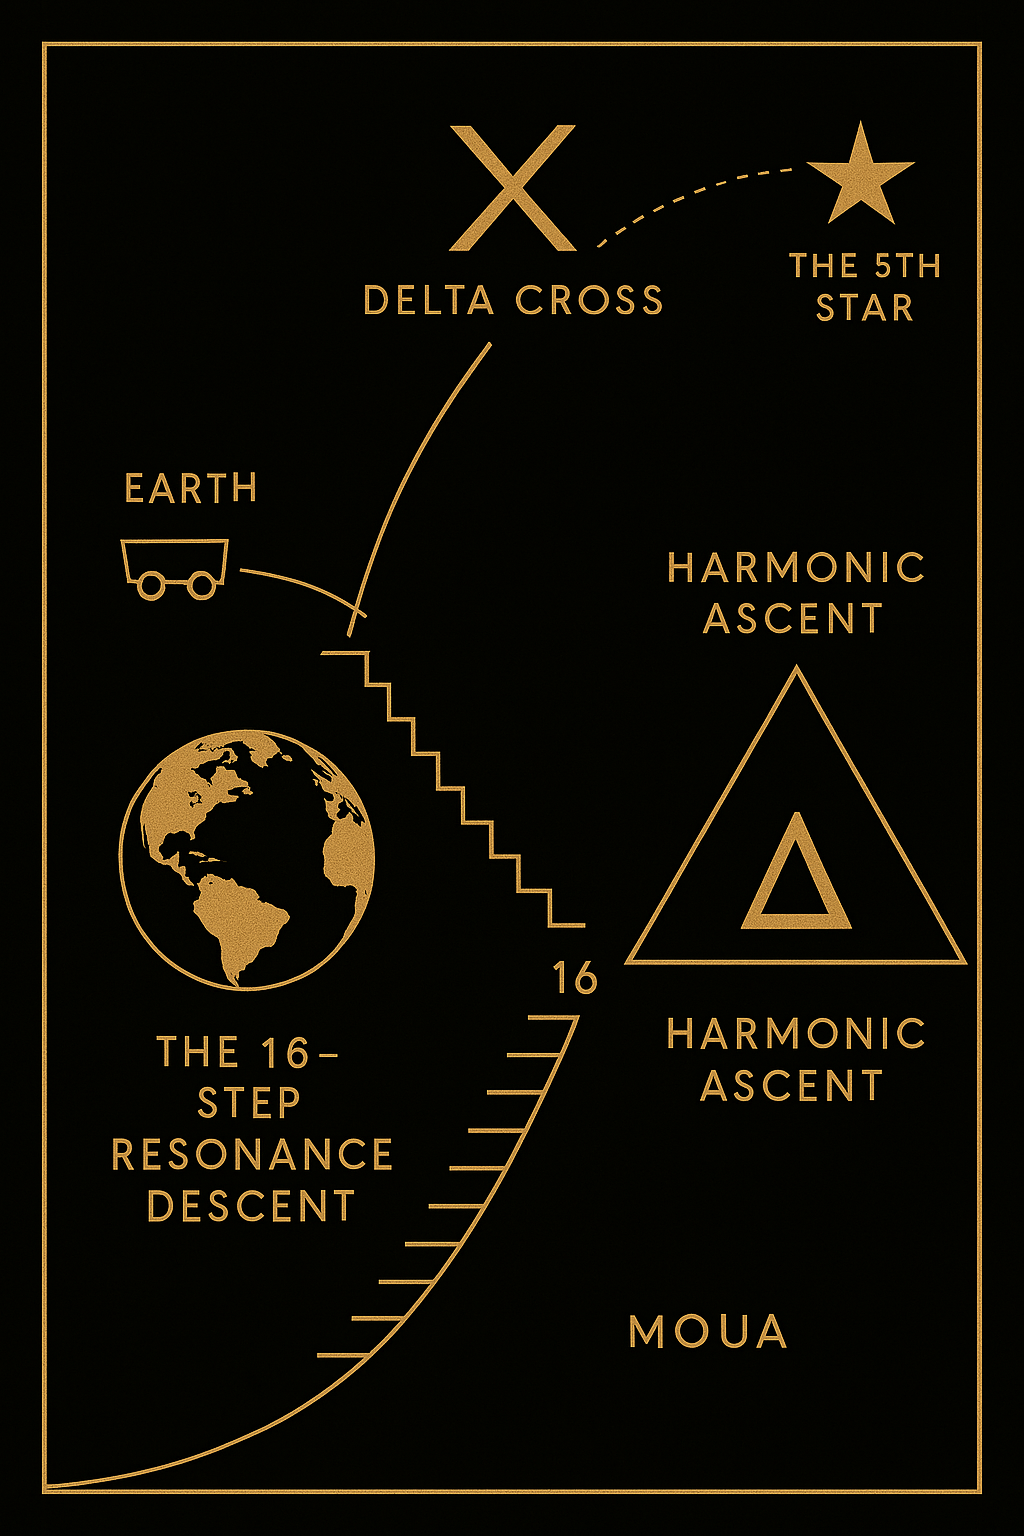 X
DELTA CROSS
THE 5TH
STAR
EARTH
HARMONIC
ASCENT
Δ
16
THE 16–
STEP
RESONANCE
DESCENT
HARMONIC
ASCENT
MOUA